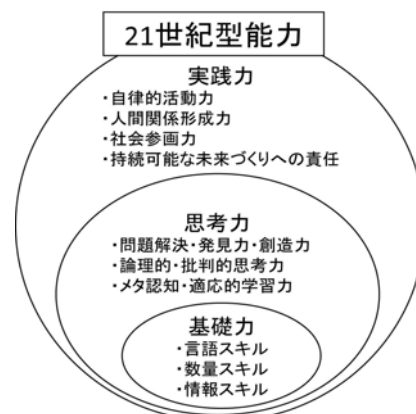 21世紀型能力
実践力
・自律的活動力
・人間関係形成力
・社会参画力
・持続可能な未来づくりへの責任
思考力
・問題解決・発見力・創造力
・論理的・批判的思考力
・メタ認知・適応的学習力
基礎力
・言語スキル
・数量スキル
・情報スキル